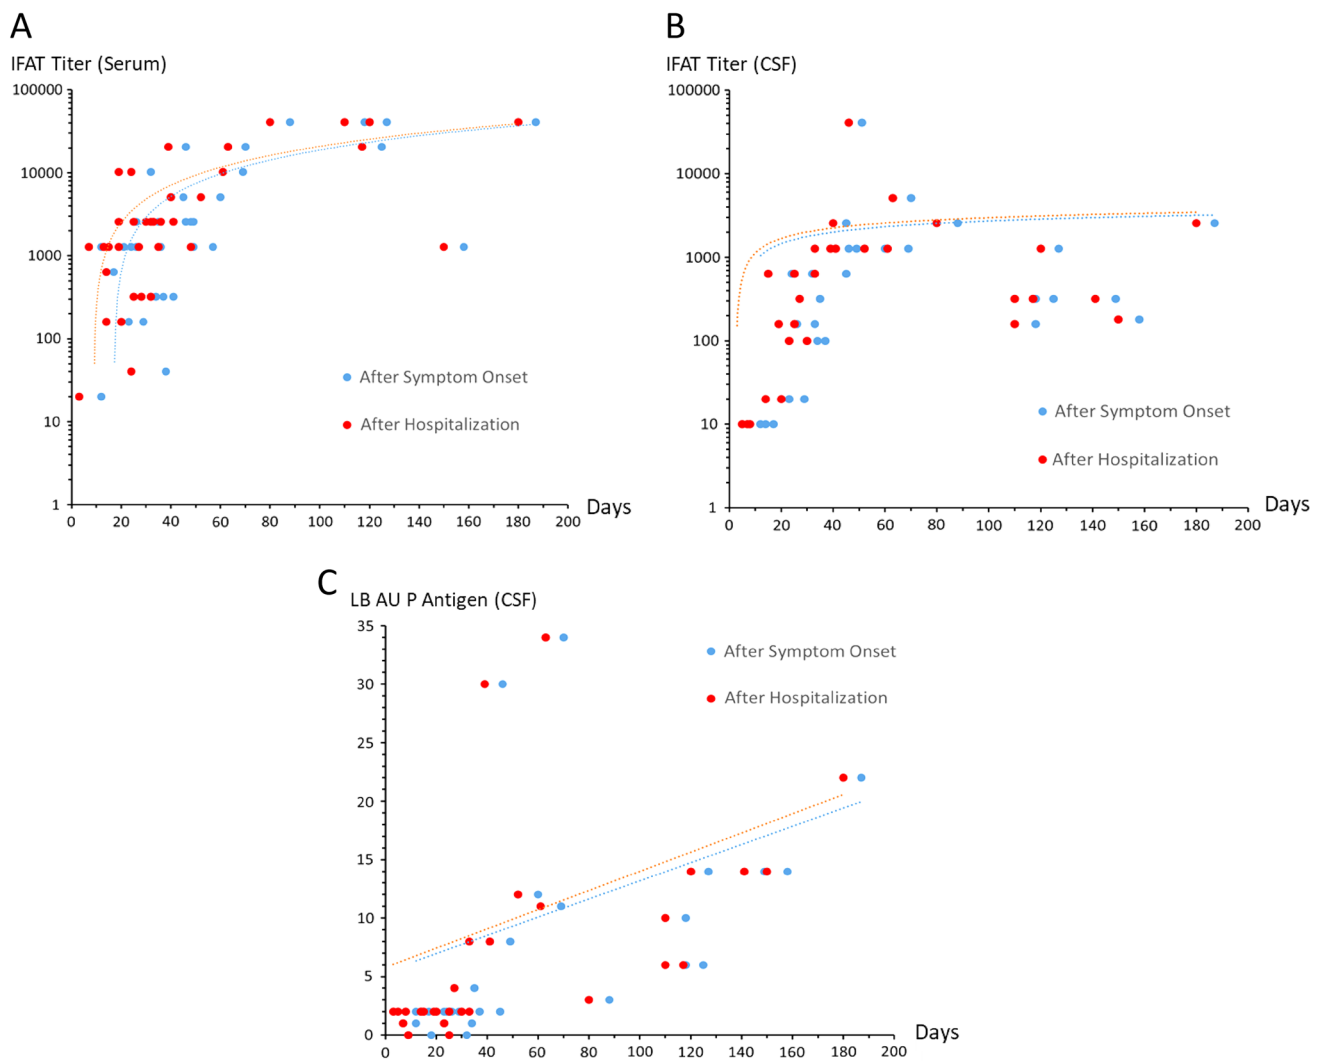 A
IFAT Titer (Serum)
100000
10000
1000
100
10
1
0 20 40 60 80 100 120 140 160 180 200
Days
After Symptom Onset
After Hospitalization
B
IFAT Titer (CSF)
100000
10000
1000
100
10
1
0 20 40 60 80 100 120 140 160 180 200
Days
After Symptom Onset
After Hospitalization
C
LB AU P Antigen (CSF)
35
30
25
20
15
10
5
0
0 20 40 60 80 100 120 140 160 180 200
Days
After Symptom Onset
After Hospitalization